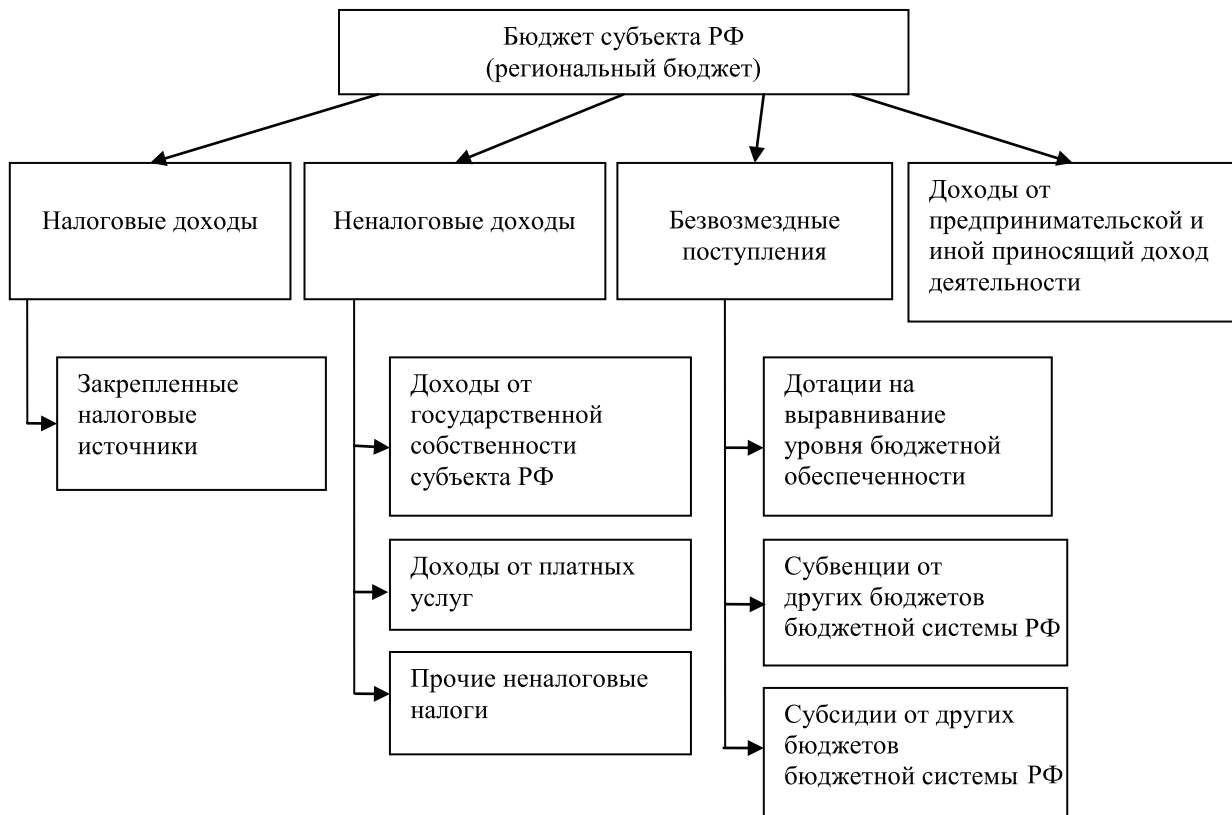 Бюджет субъекта РФ
(региональный бюджет)
Налоговые доходы
Неналоговые доходы
Безвозмездные
поступления
Доходы от
предпринимательской и
иной приносящий доход
деятельности
Закрепленные
налоговые
источники
Доходы от
государственной
собственности
субъекта РФ
Доходы от платных
услуг
Прочие неналоговые
налоги
Дотации на
выравнивание
уровня бюджетной
обеспеченности
Субвенции от
других бюджетов
бюджетной системы РФ
Субсидии от других
бюджетов
бюджетной системы РФ